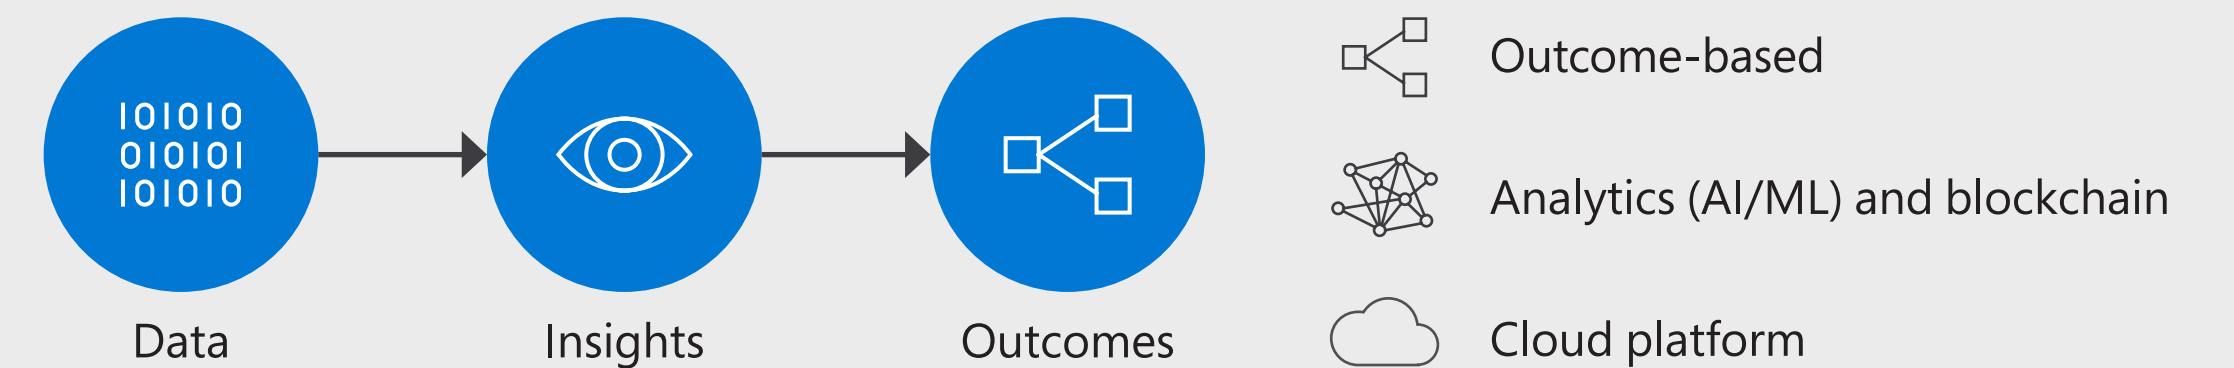 101010
010101
101010
Data
Insights
Outcomes
Outcome-based
Analytics (AI/ML) and blockchain
Cloud platform